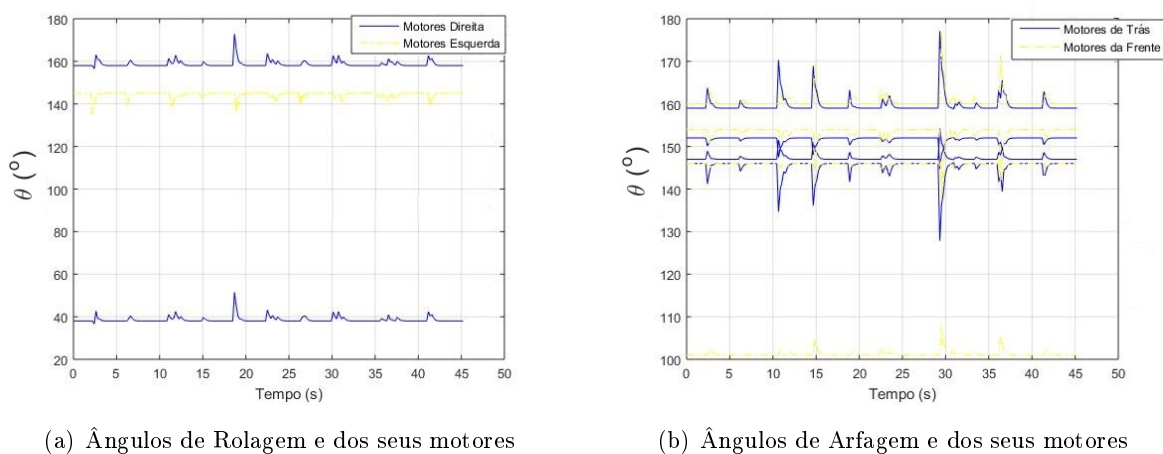 180
160
140
120
100
80
60
40
20
θ (°)
0 5 10 15 20 25 30 35 40 45 50
Tempo (s)
Motores Direita
Motores Esquerda
(a) Ângulos de Rolagem e dos seus motores
180
170
160
150
140
130
120
110
100
θ (°)
0 5 10 15 20 25 30 35 40 45 50
Tempo (s)
Motores de Trás
Motores da Frente
(b) Ângulos de Arfagem e dos seus motores